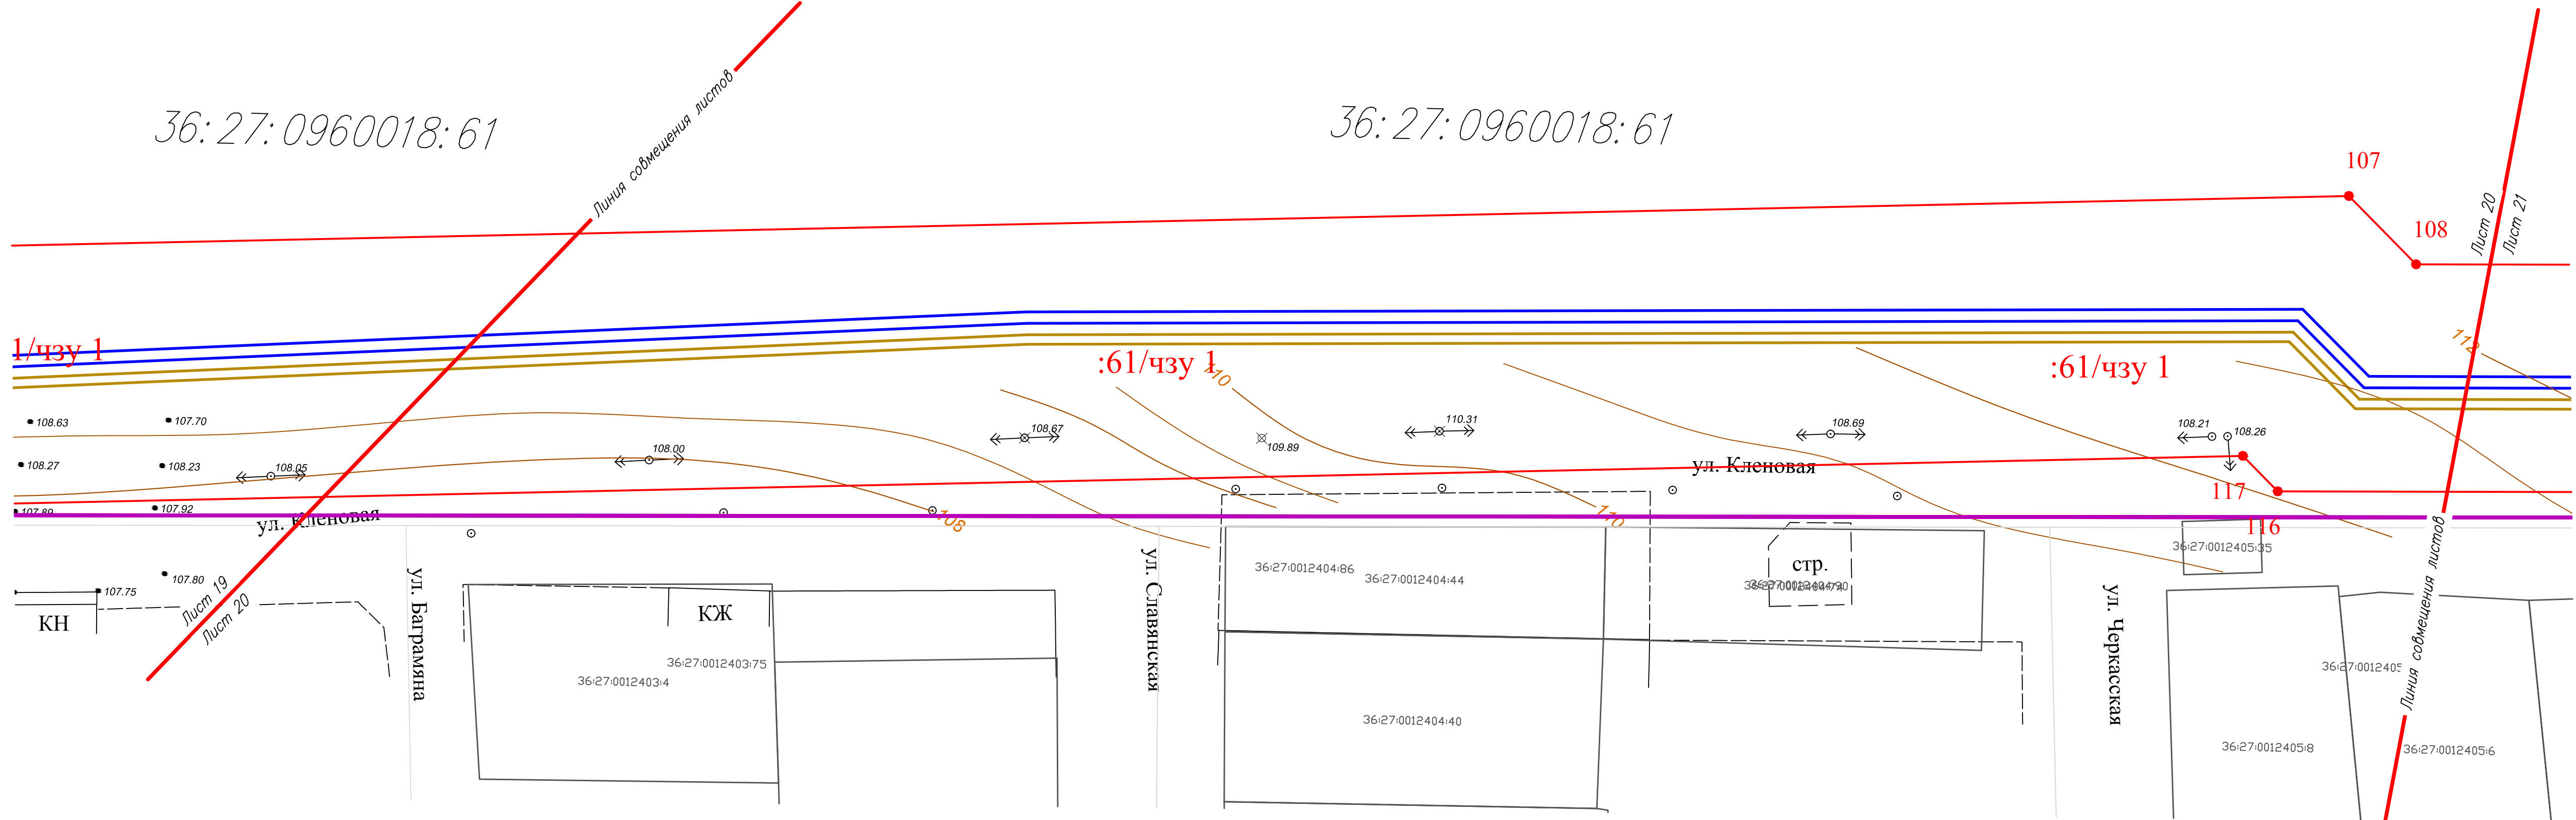 36:27:0960018:61
36:27:0960018:61
Линия совмещения листов
107
108
Лист 20
Лист 21
1/чзу 1
:61/чзу 1
110
:61/чзу 1
112
108.63
107.70
108.27
108.23
108.05
108.00
108.67
109.89
110.31
108.69
108.21
108.26
ул. Кленовая
117
116
107.89
107.92
ул. Кленовая
108
110
107.80
107.75
КН
Лист 19
Лист 20
ул. Баграмяна
КЖ
36:27:0012403:75
36:27:0012403:4
ул. Славянская
36:27:0012404:86
36:27:0012404:44
стр.
36:27:0012404:40
ул. Черкасская
36:27:0012405:35
36:27:0012405
36:27:0012405:8
36:27:0012405:6
Линия совмещения листов